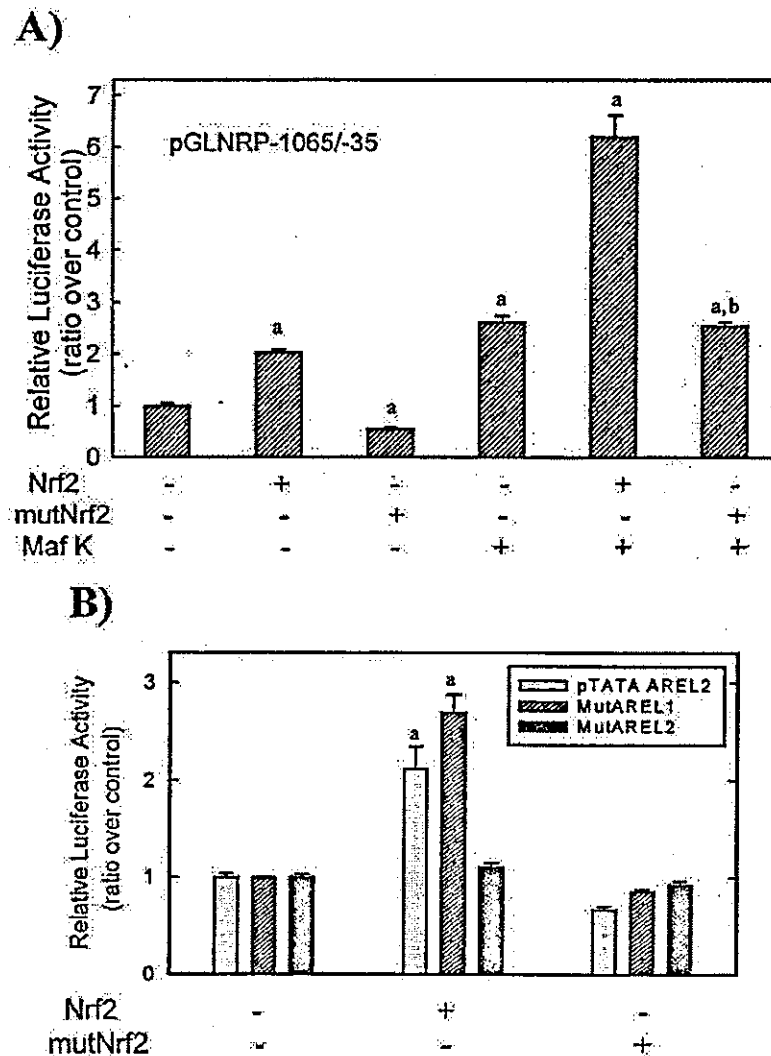 A)
Relative Luciferase Activity
(ratio over control)
7
6
5
4
3
2
1
0
pGLNRP-1065/-35
a
a
a
a
a,b
Nrf2 - + - - + -
mutNrf2 - - + - - +
Maf K - - - + + +
B)
Relative Luciferase Activity
(ratio over control)
3
2
1
0
pTATA AREL2
MutAREL1
MutAREL2
a
a
Nrf2 - + -
mutNrf2 - - +